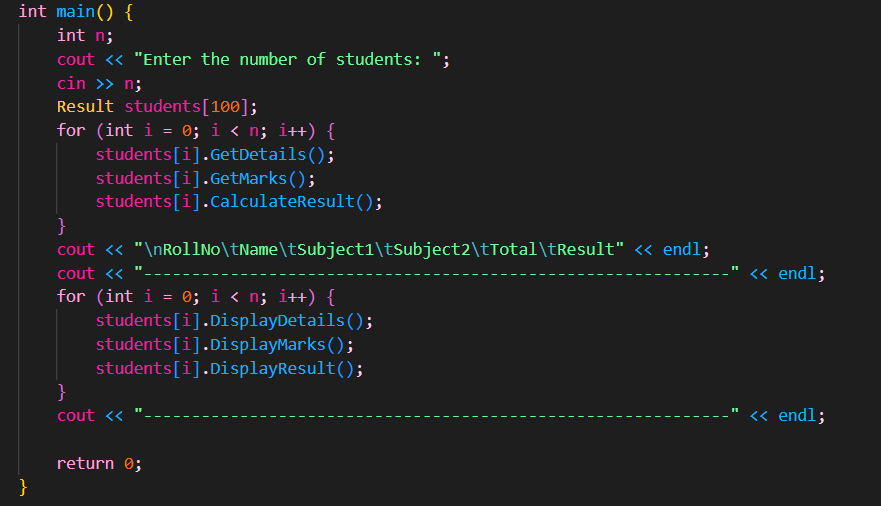 int main() {
    int n;
    cout << "Enter the number of students: ";
    cin >> n;
    Result students[100];
    for (int i = 0; i < n; i++) {
        students[i].GetDetails();
        students[i].GetMarks();
        students[i].CalculateResult();
    }
    cout << "\nRollNo\tName\tSubject1\tSubject2\tTotal\tResult" << endl;
    cout << "-------------------------------------------------------------" << endl;
    for (int i = 0; i < n; i++) {
        students[i].DisplayDetails();
        students[i].DisplayMarks();
        students[i].DisplayResult();
    }
    cout << "-------------------------------------------------------------" << endl;

    return 0;
}